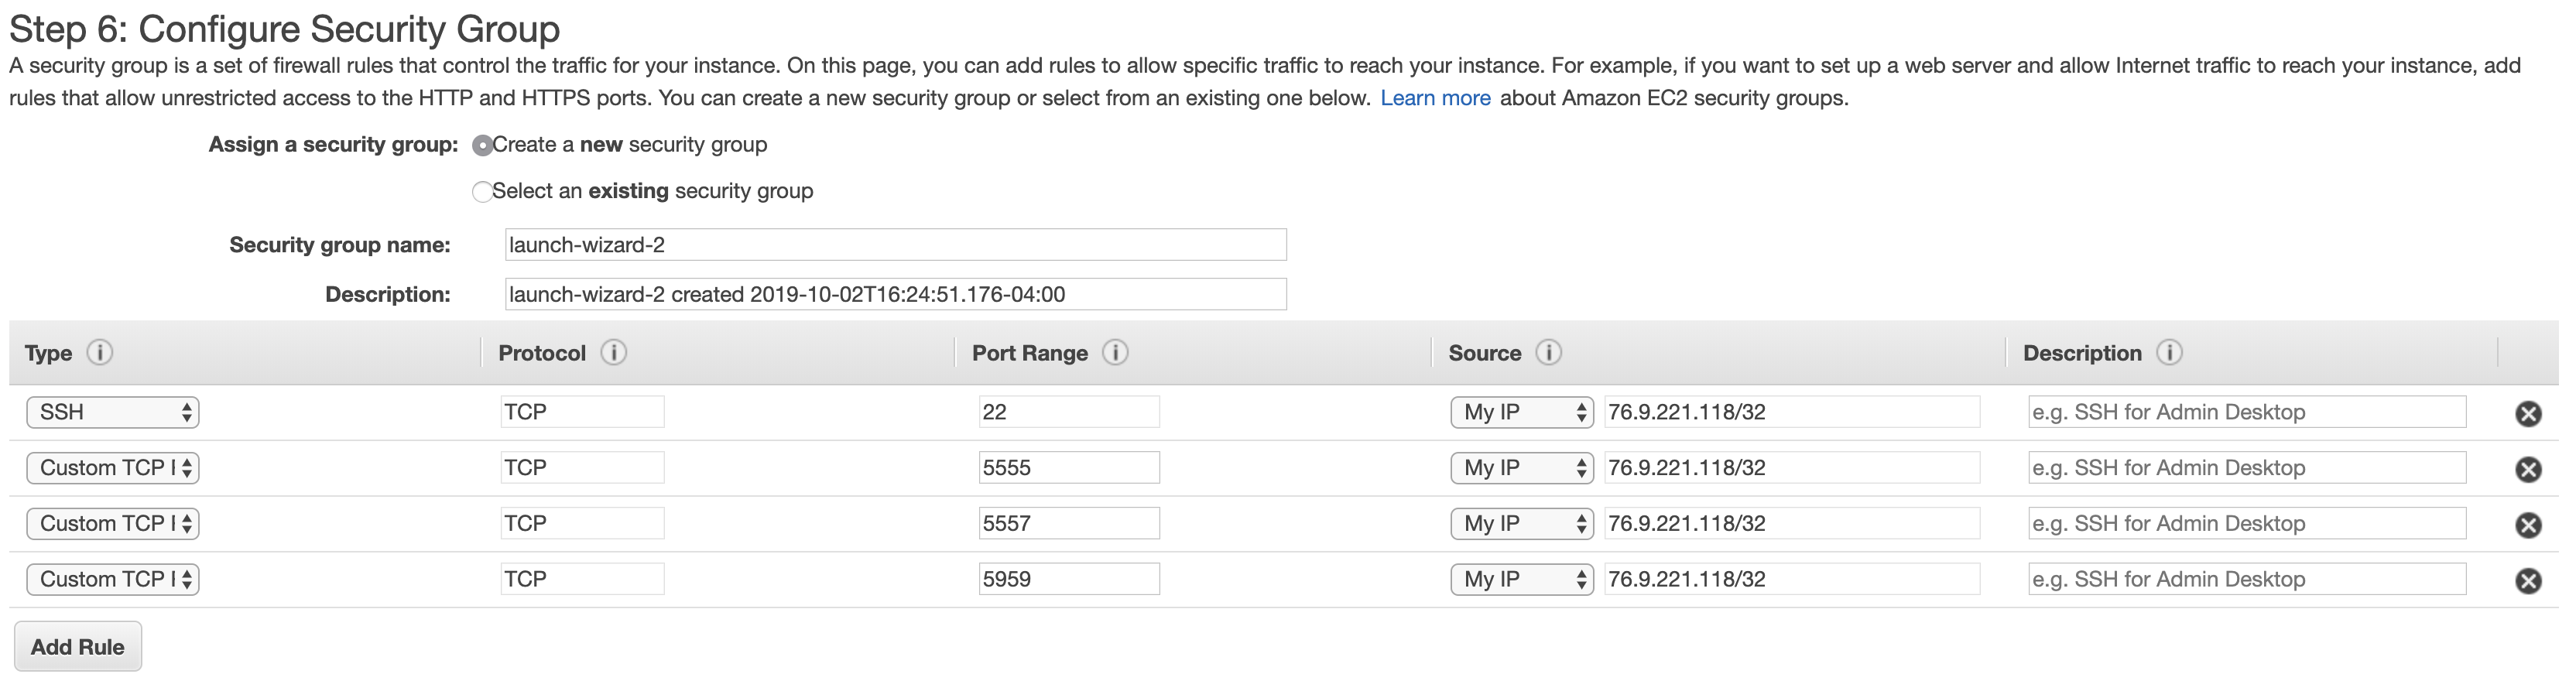 Step 6: Configure Security Group
A security group is a set of firewall rules that control the traffic for your instance. On this page, you can add rules to allow specific traffic to reach your instance. For example, if you want to set up a web server and allow Internet traffic to reach your instance, add
rules that allow unrestricted access to the HTTP and HTTPS ports. You can create a new security group or select from an existing one below. Learn more about Amazon EC2 security groups.
Assign a security group: Create a new security group
Select an existing security group
Security group name: launch-wizard-2
Description: launch-wizard-2 created 2019-10-02T16:24:51.176-04:00
Type i Protocol i Port Range i Source i Description i
SSH TCP 22 My IP 76.9.221.118/32 e.g. SSH for Admin Desktop
Custom TCP TCP 5555 My IP 76.9.221.118/32 e.g. SSH for Admin Desktop
Custom TCP TCP 5557 My IP 76.9.221.118/32 e.g. SSH for Admin Desktop
Custom TCP TCP 5959 My IP 76.9.221.118/32 e.g. SSH for Admin Desktop
Add Rule